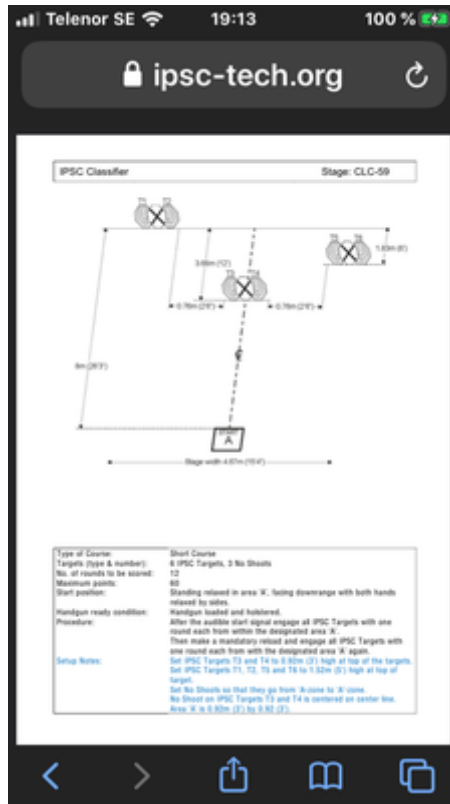 Telenor SE 19:13 100 %
ipsc-tech.org
IPSC Classifier Stage: CLC-59
T1 T2
T5 T6
1.83m (6')
3.66m (12')
T3 T4
0.76m (2'6") 0.76m (2'6")
8m (26'3")
START
A
Stage width 4.67m (15'4")
Type of Course: Short Course
Targets (type & number): 6 IPSC Targets, 3 No Shoots
No. of rounds to be scored: 12
Maximum points: 60
Start position: Standing relaxed in area 'A', facing downrange with both hands
relaxed by sides.
Handgun ready condition: Handgun loaded and holstered.
Procedure: After the audible start signal engage all IPSC Targets with one
round each from within the designated area 'A'.
Then make a mandatory reload and engage all IPSC Targets with
one round each from with the designated area 'A' again.
Setup Notes: Set IPSC Targets T3 and T4 to 0.92m (3') high at top of the targets.
Set IPSC Targets T1, T2, T5 and T6 to 1.52m (5') high at top of
target.
Set No Shoots so that they go from 'A-zone to 'A'-zone.
No Shoot on IPSC Targets T3 and T4 is centered on center line.
Area 'A' is 0.92m (3') by 0.92 (3').